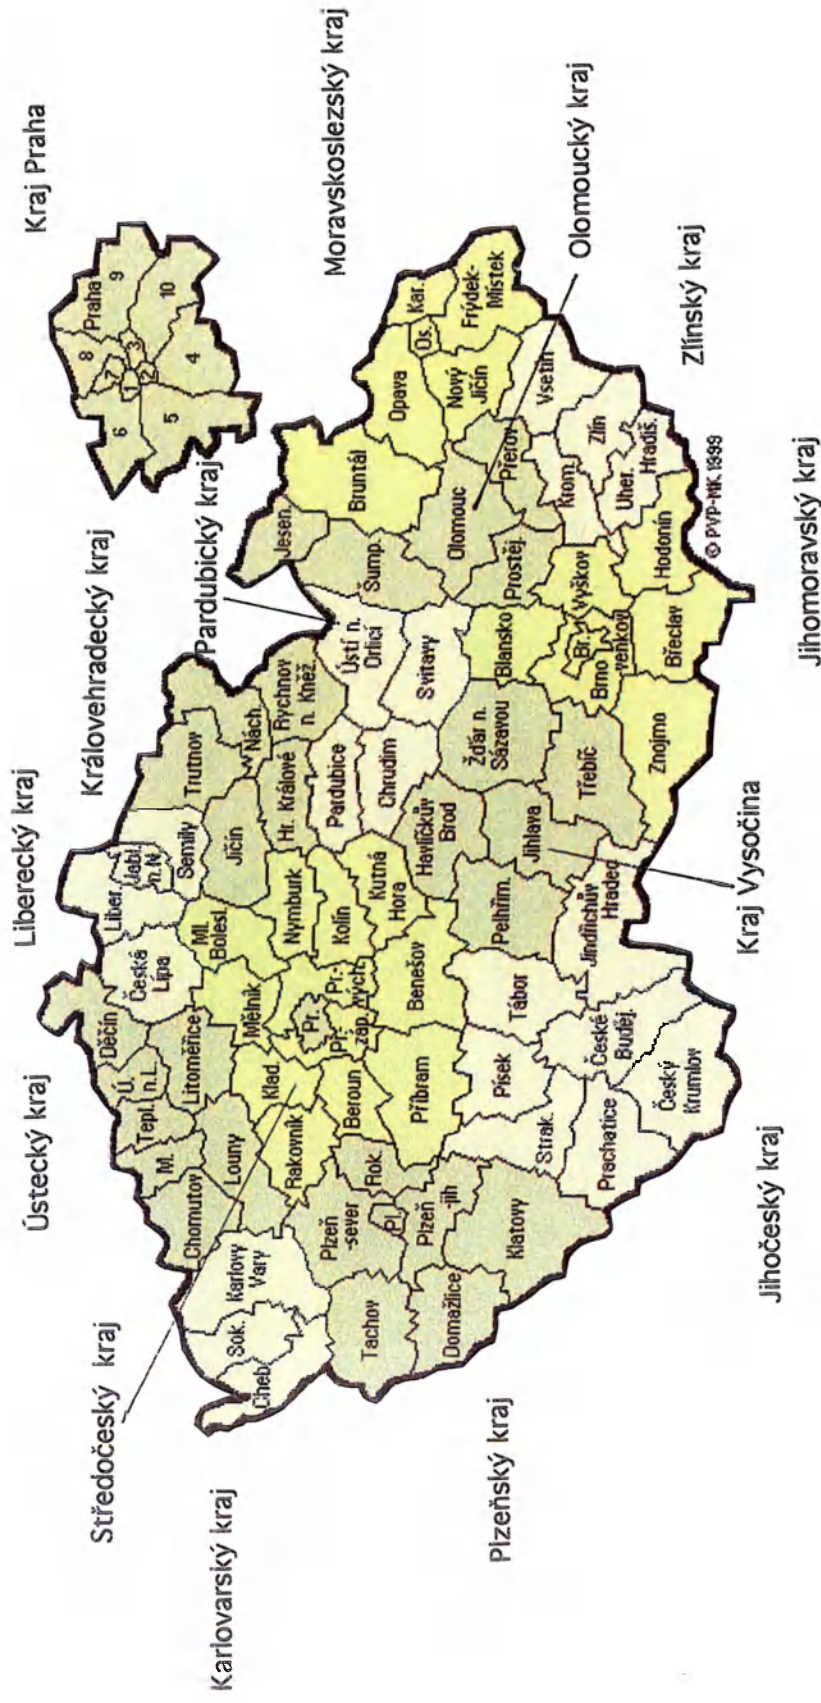 Kraj Praha
Praha
8
9
7
3
6
1
2
10
5
4
Ústecký kraj
Liberecký kraj
Královehradecký kraj
Pardubický kraj
Moravskoslezský kraj
Olomoucký kraj
Středočeský kraj
Karlovarský kraj
Plzeňský kraj
Jihočeský kraj
Kraj Vysočina
Jihomoravský kraj
Zlínský kraj
Cheb
Sok.
Karlovy
Vary
Chomutov
M.
Tepl.
Ú.
n.L.
Děčín
Litoměřice
Louny
Česká
Lípa
Liber.
Jabl.
n. N.
Semily
Trutnov
Jičín
Nách.
Hr. Králové
Rychnov
n. Kněž.
Tachov
Domažlice
Plzeň
-sever
Pl.
Plzeň
-jih
Rok.
Klatovy
Rakovník
Klad.
Mělník
Ml.
Bolesl.
Nymburk
Kolín
Kutná
Hora
Beroun
Pr.
Pr.-
vých.
Pr.-
záp.
Příbram
Benešov
Pardubice
Chrudim
Ústí n.
Orlicí
Svitavy
Strak.
Písek
Tábor
Prachatice
České
Buděj.
Český
Krumlov
Jindřichův
Hradec
Pelhřim.
Havlíčkův
Brod
Jihlava
Žďár n.
Sázavou
Třebíč
Jesen.
Šump.
Olomouc
Prostěj.
Přerov
Bruntál
Opava
Os.
Kar.
Nový
Jičín
Frýdek-
Místek
Blansko
Br.
Brno
venkov
Vyškov
Znojmo
Břeclav
Hodonín
Krom.
Vsetín
Zlín
Uher.
Hradiš.
© PVP-MK 1999